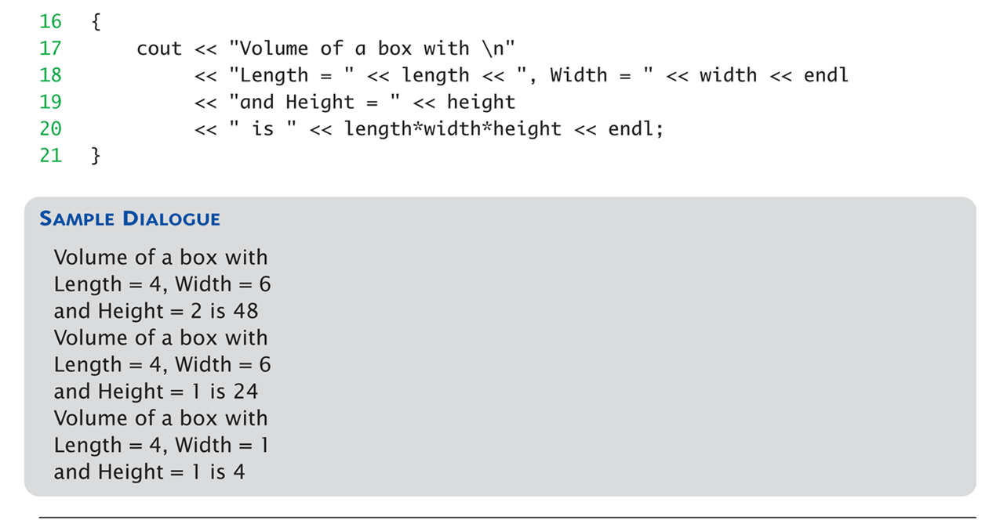 16 {
17 cout << "Volume of a box with \n"
18 << "Length = " << length << ", Width = " << width << endl
19 << "and Height = " << height
20 << " is " << length*width*height << endl;
21 }
SAMPLE DIALOGUE
Volume of a box with
Length = 4, Width = 6
and Height = 2 is 48
Volume of a box with
Length = 4, Width = 6
and Height = 1 is 24
Volume of a box with
Length = 4, Width = 1
and Height = 1 is 4